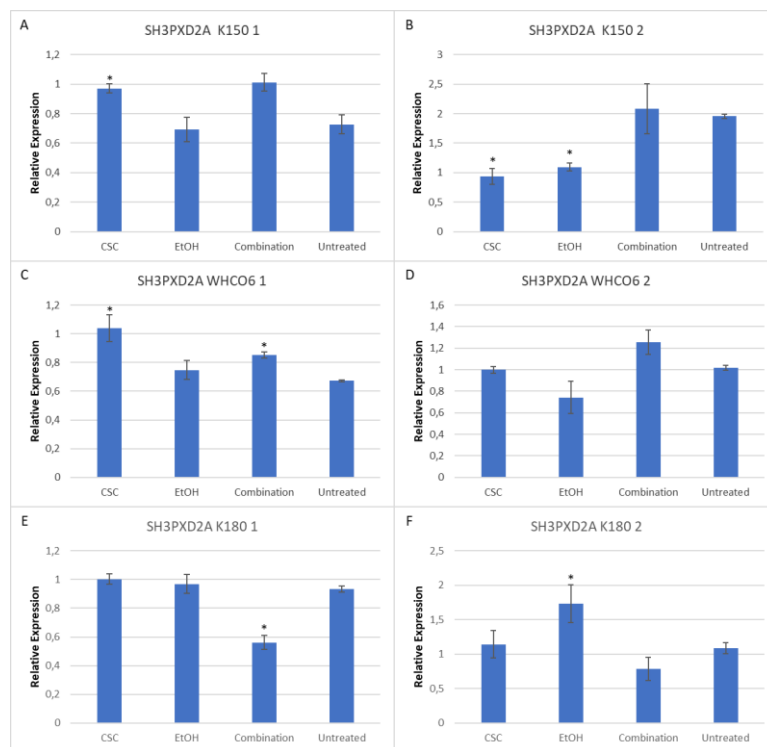 A
SH3PXD2A K150 1
Relative Expression
1,2
1
0,8
0,6
0,4
0,2
0
*
CSC EtOH Combination Untreated
B
SH3PXD2A K150 2
Relative Expression
3
2,5
2
1,5
1
0,5
0
* *
CSC EtOH Combination Untreated
C
SH3PXD2A WHCO6 1
Relative Expression
1,2
1
0,8
0,6
0,4
0,2
0
* *
CSC EtOH Combination Untreated
D
SH3PXD2A WHCO6 2
Relative Expression
1,6
1,4
1,2
1
0,8
0,6
0,4
0,2
0
CSC EtOH Combination Untreated
E
SH3PXD2A K180 1
Relative Expression
1,2
1
0,8
0,6
0,4
0,2
0
*
CSC EtOH Combination Untreated
F
SH3PXD2A K180 2
Relative Expression
2,5
2
1,5
1
0,5
0
*
CSC EtOH Combination Untreated